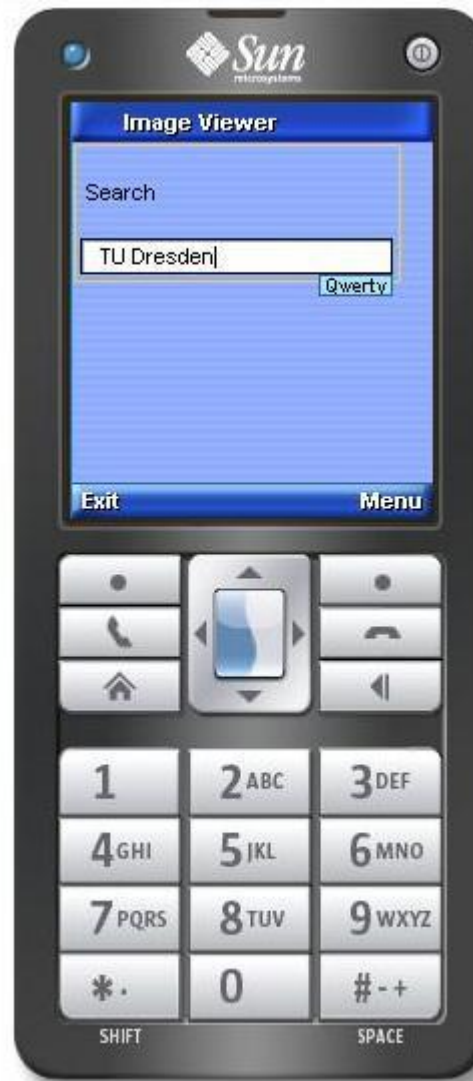 Sun
microsystems
Image Viewer
Search
TU Dresden
Qwerty
Exit Menu
1 2 ABC 3 DEF
4 GHI 5 JKL 6 MNO
7 PQRS 8 TUV 9 WXYZ
* . 0 # - +
SHIFT SPACE